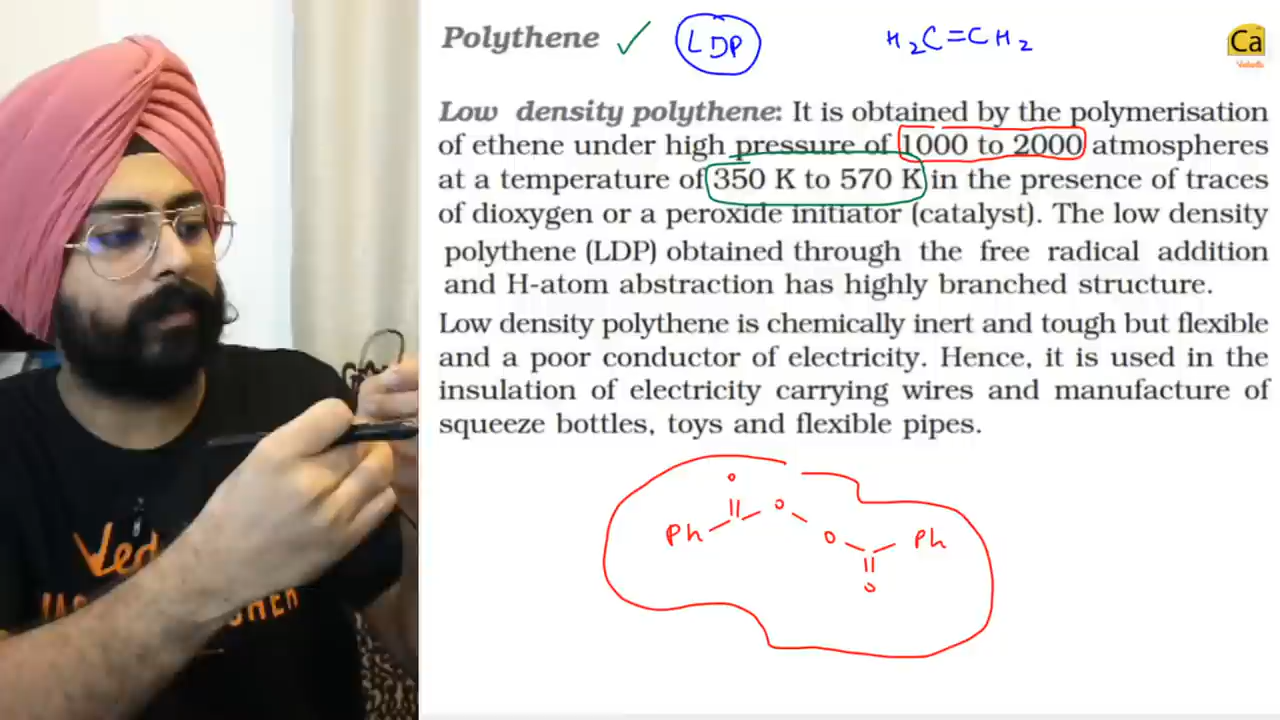 Polythene LDP H2C=CH2 Ca
Vedantu
Low density polythene: It is obtained by the polymerisation
of ethene under high pressure of 1000 to 2000 atmospheres
at a temperature of 350 K to 570 K in the presence of traces
of dioxygen or a peroxide initiator (catalyst). The low density
polythene (LDP) obtained through the free radical addition
and H-atom abstraction has highly branched structure.
Low density polythene is chemically inert and tough but flexible
and a poor conductor of electricity. Hence, it is used in the
insulation of electricity carrying wires and manufacture of
squeeze bottles, toys and flexible pipes.
O
O
Ph O Ph
O
Ved